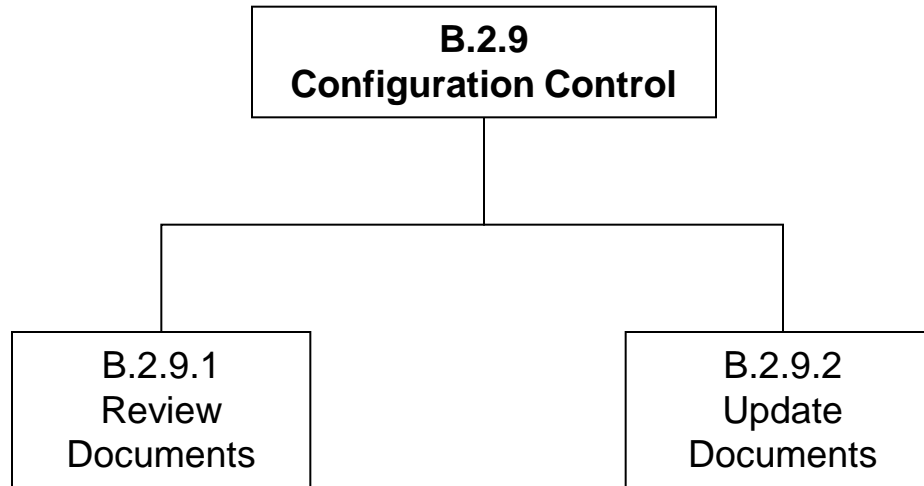 B.2.9
Configuration Control
B.2.9.1
Review
Documents
B.2.9.2
Update
Documents